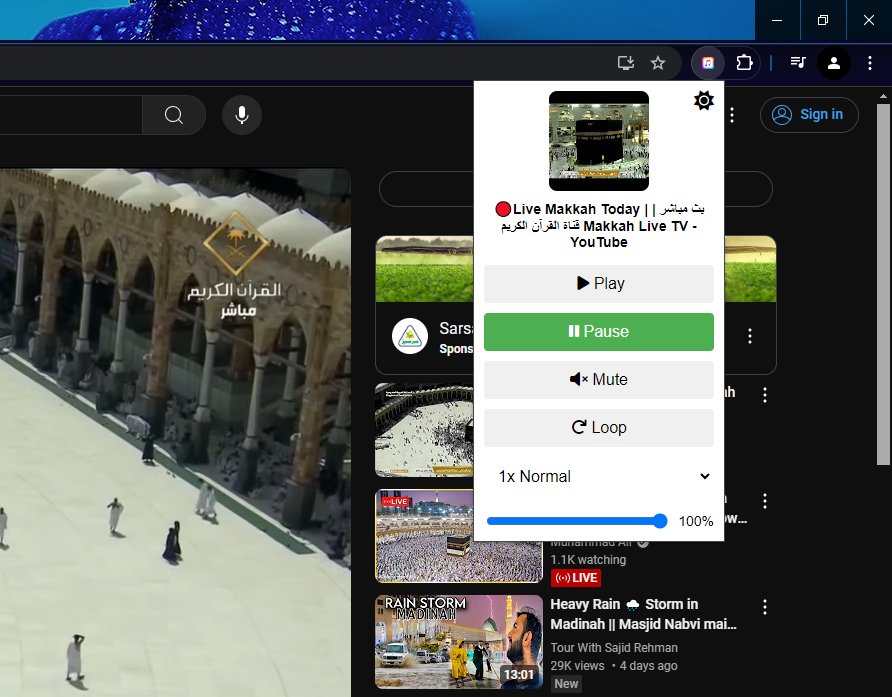 Sign in
القرآن الكريم
مباشر
🔴Live Makkah Today | | بث مباشر
قناة القرآن الكريم Makkah Live TV -
YouTube
Play
Pause
Mute
Loop
1x Normal
100%
Sarsa
Spons
LIVE
Muhammad Ali
1.1K watching
LIVE
RAIN STORM
MADINAH
13:01
Heavy Rain 🌧 Storm in
Madinah || Masjid Nabvi mai...
Tour With Sajid Rehman
29K views • 4 days ago
New